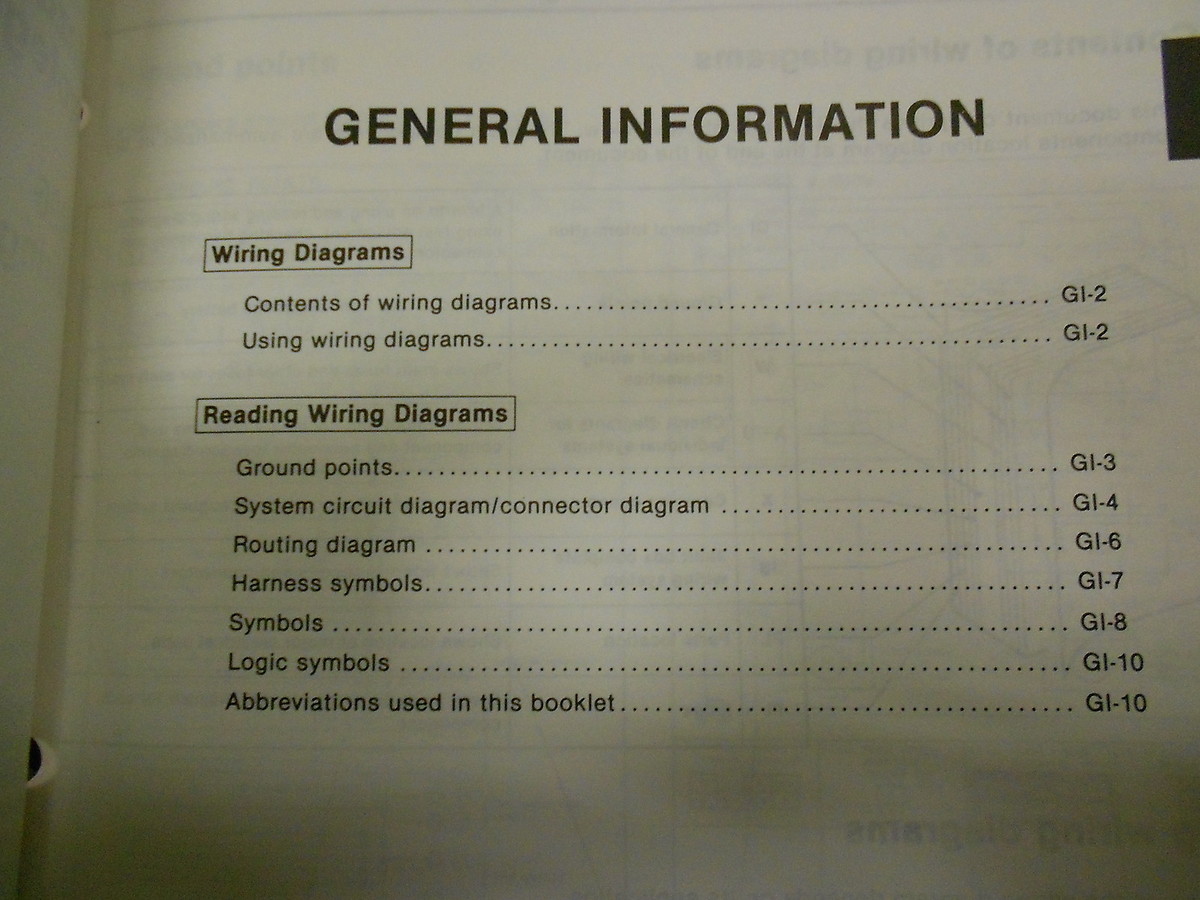 GENERAL INFORMATION
Wiring Diagrams
Contents of wiring diagrams........................................ GI-2
Using wiring diagrams............................................. GI-2
Reading Wiring Diagrams
Ground points..................................................... GI-3
System circuit diagram/connector diagram ........................... GI-4
Routing diagram .................................................. GI-6
Harness symbols.................................................. GI-7
Symbols ......................................................... GI-8
Logic symbols .................................................... GI-10
Abbreviations used in this booklet.................................... GI-10